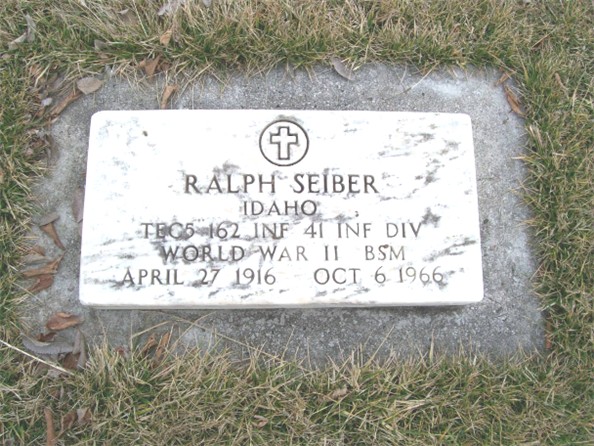 RALPH SEIBER
IDAHO
TEC5 162 INF 41 INF DIV
WORLD WAR II BSM
APRIL 27 1916 OCT 6 1966